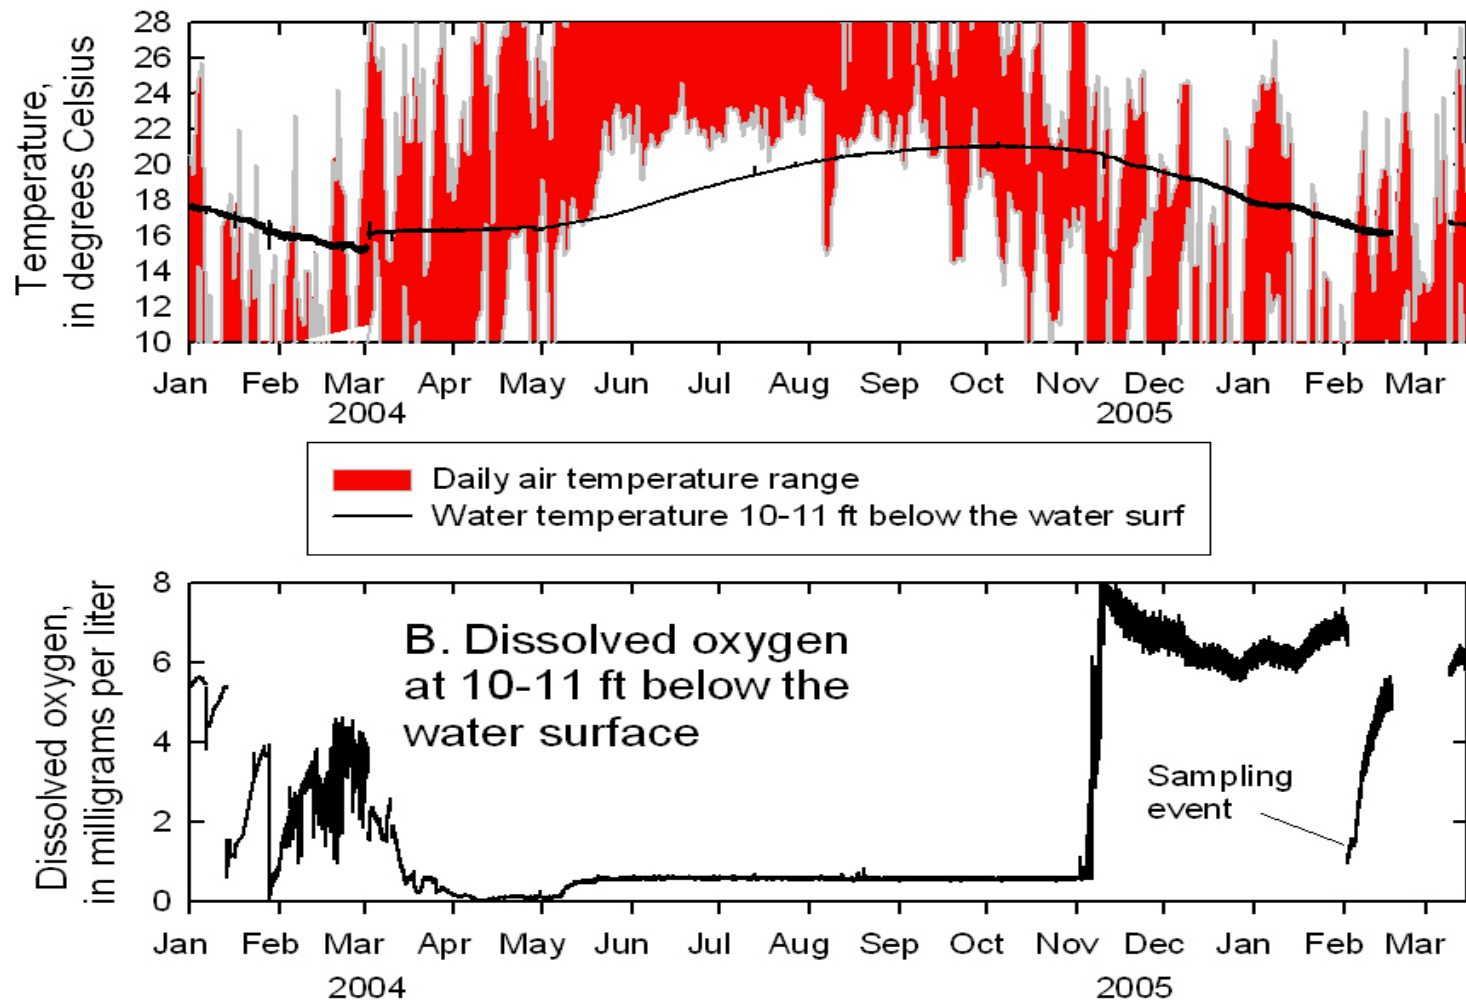 Temperature,
in degrees Celsius
28
26
24
22
20
18
16
14
12
10
Jan Feb Mar Apr May Jun Jul Aug Sep Oct Nov Dec Jan Feb Mar
2004 2005
Daily air temperature range
Water temperature 10-11 ft below the water surf
Dissolved oxygen,
in milligrams per liter
8
6
4
2
0
B. Dissolved oxygen
at 10-11 ft below the
water surface
Sampling
event
Jan Feb Mar Apr May Jun Jul Aug Sep Oct Nov Dec Jan Feb Mar
2004 2005